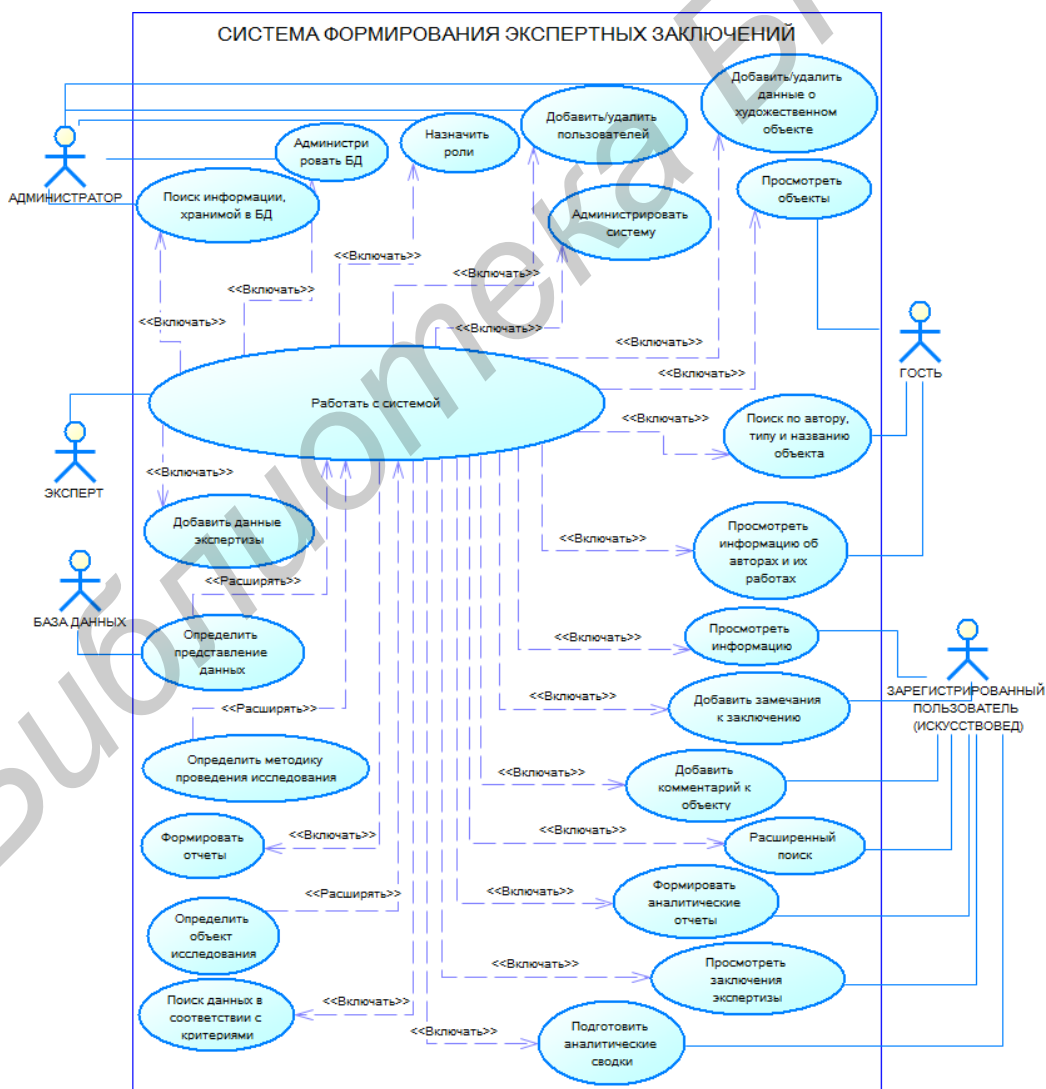 СИСТЕМА ФОРМИРОВАНИЯ ЭКСПЕРТНЫХ ЗАКЛЮЧЕНИЙ
Добавить/удалить
данные о
художественном
объекте
Добавить/удалить
пользователей
Назначить
роли
Администри
ровать БД
АДМИНИСТРАТОР
Поиск информации,
хранимой в БД
Просмотреть
объекты
Администрировать
систему
<<Включать>>
<<Включать>>
<<Включать>>
<<Включать>>
<<Включать>>
<<Включать>>
<<Включать>>
<<Включать>>
ГОСТЬ
Работать с системой
<<Включать>>
Поиск по автору,
типу и названию
объекта
ЭКСПЕРТ
<<Включать>>
Добавить данные
экспертизы
<<Включать>>
Просмотреть
информацию об
авторах и их
работах
<<Расширять>>
БАЗА ДАННЫХ
Определить
представление
данных
<<Включать>>
Просмотреть
информацию
ЗАРЕГИСТРИРОВАННЫЙ
ПОЛЬЗОВАТЕЛЬ
(ИСКУССТВОВЕД)
<<Расширять>>
<<Включать>>
Добавить замечания
к заключению
Определить методику
проведения исследования
<<Включать>>
Добавить
комментарий к
объекту
Формировать
отчеты
<<Включать>>
<<Включать>>
Расширенный
поиск
<<Расширять>>
<<Включать>>
Формировать
аналитические
отчеты
Определить
объект
исследования
<<Включать>>
Просмотреть
заключения
экспертизы
Поиск данных в
соответствии с
критериями
<<Включать>>
<<Включать>>
Подготовить
аналитические
сводки
Библиотека